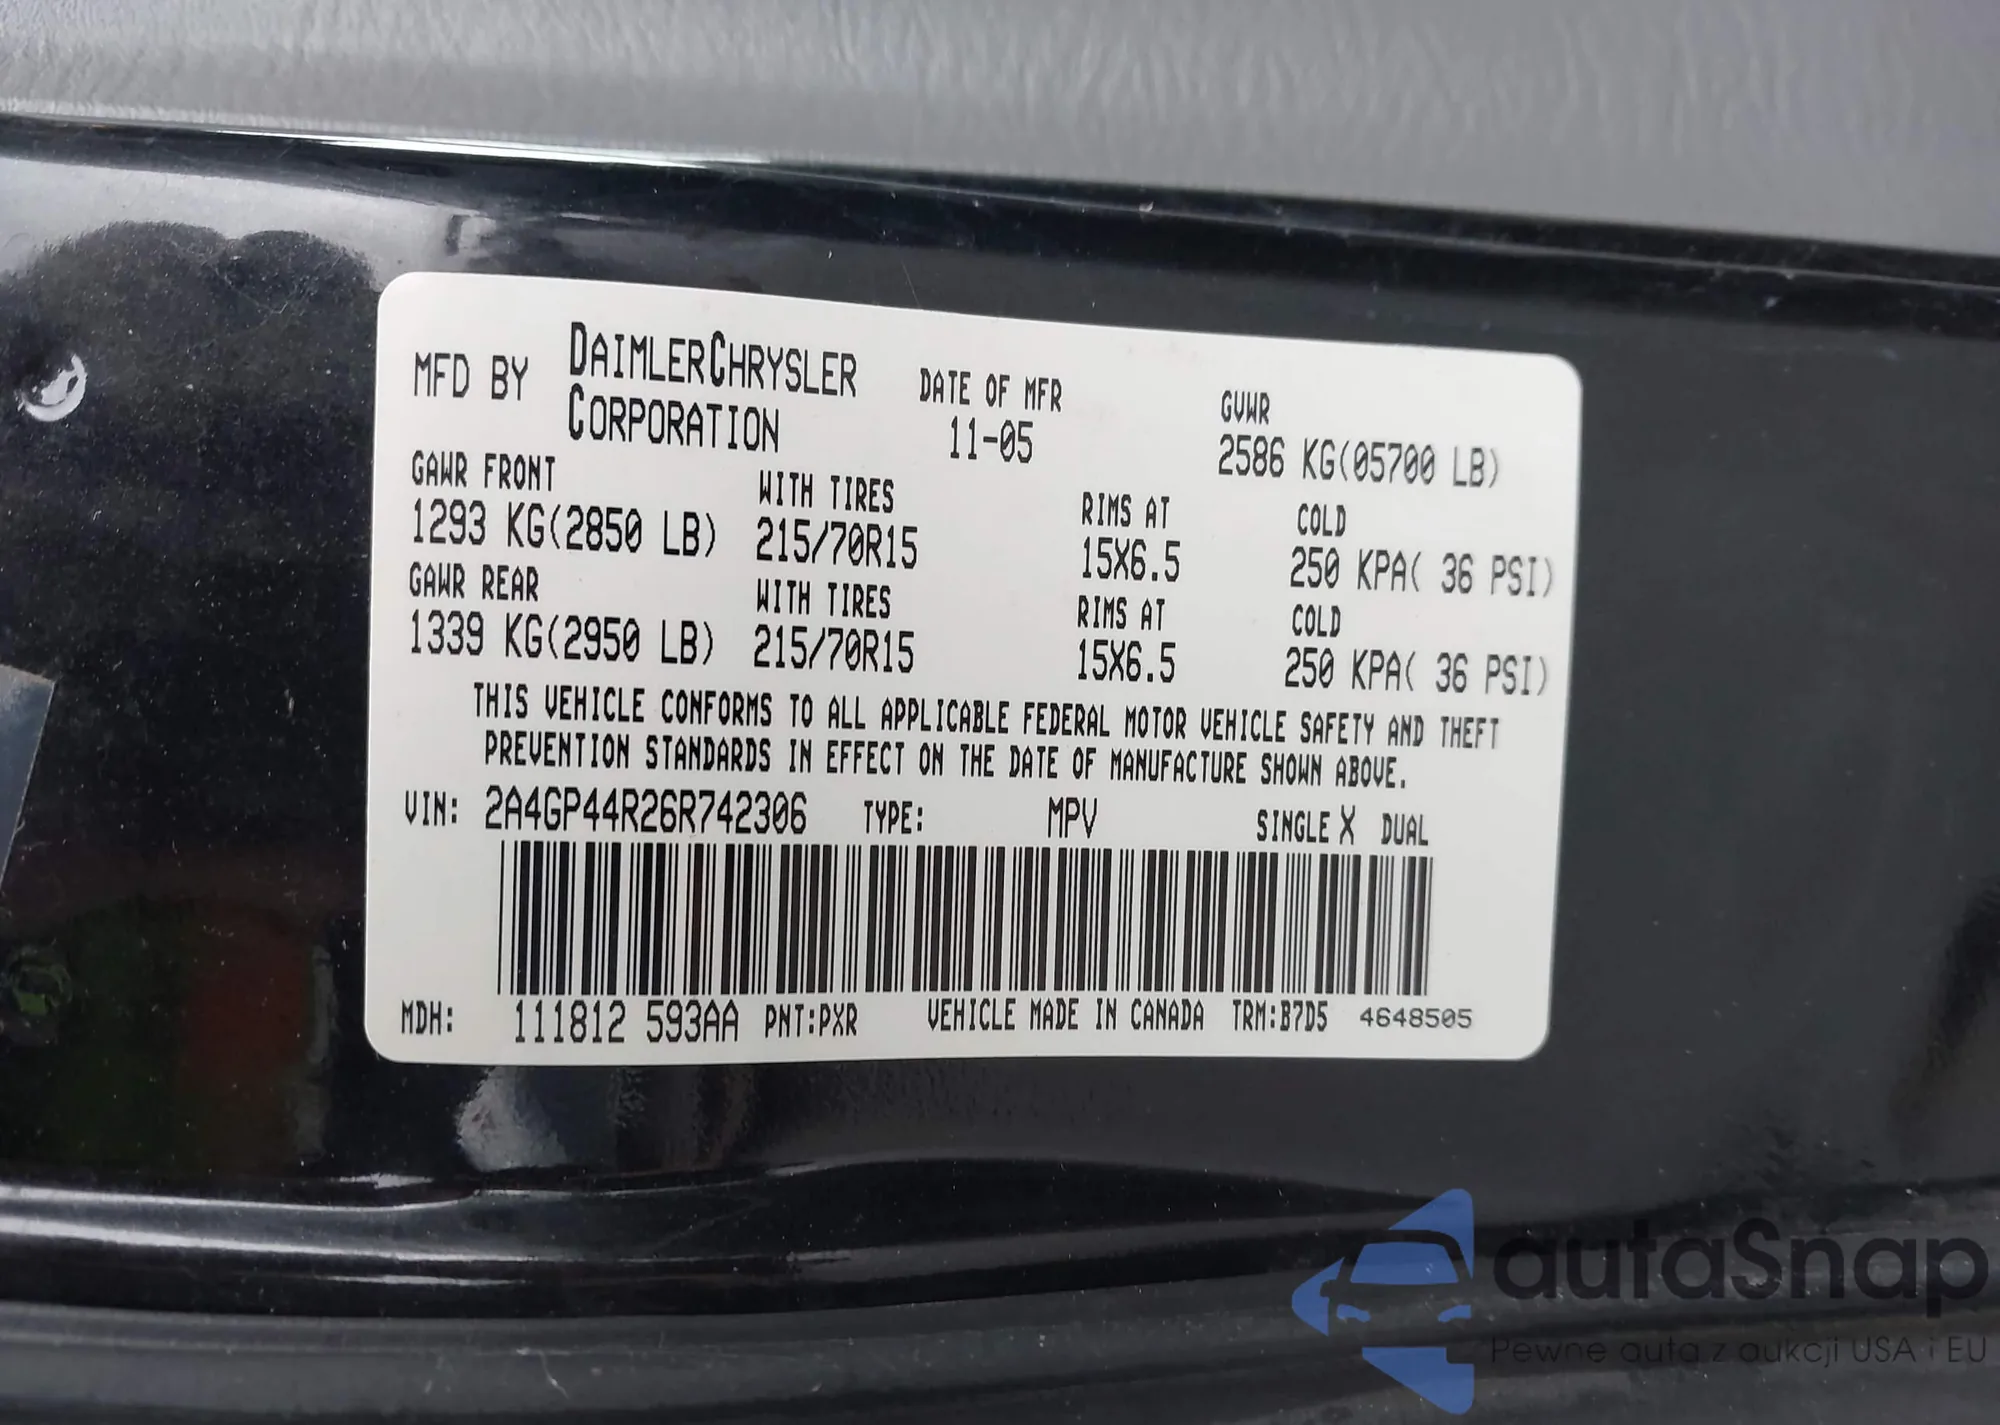 MFD BY DAIMLERCHRYSLER CORPORATION DATE OF MFR 11-05 GVWR 2586 KG(05700 LB)
GAWR FRONT WITH TIRES RIMS AT COLD
1293 KG(2850 LB) 215/70R15 15X6.5 250 KPA( 36 PSI)
GAWR REAR WITH TIRES RIMS AT COLD
1339 KG(2950 LB) 215/70R15 15X6.5 250 KPA( 36 PSI)
THIS VEHICLE CONFORMS TO ALL APPLICABLE FEDERAL MOTOR VEHICLE SAFETY AND THEFT
PREVENTION STANDARDS IN EFFECT ON THE DATE OF MANUFACTURE SHOWN ABOVE.
VIN: 2A4GP44R26R742306 TYPE: MPV SINGLE X DUAL
MDH: 111812 593AA PNT:PXR VEHICLE MADE IN CANADA TRM:B7D5 4648505
autaSnap
Pewne auta z aukcji USA i EU